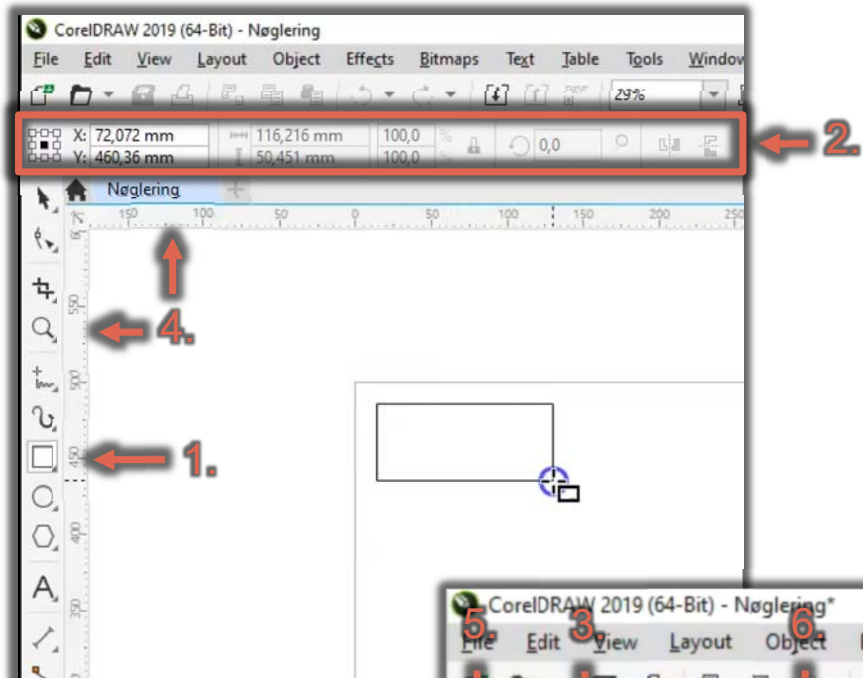 CorelDRAW 2019 (64-Bit) - Nøglering
File Edit View Layout Object Effects Bitmaps Text Table Tools Window
29%
X: 72,072 mm 116,216 mm 100,0 % 0,0
Y: 460,36 mm 50,451 mm 100,0 %
2.
Nøglering
150 100 50 0 50 100 150 200 250
550
4.
500
450
1.
400
350
CorelDRAW 2019 (64-Bit) - Nøglering*
5. 3. 6.
File Edit View Layout Object